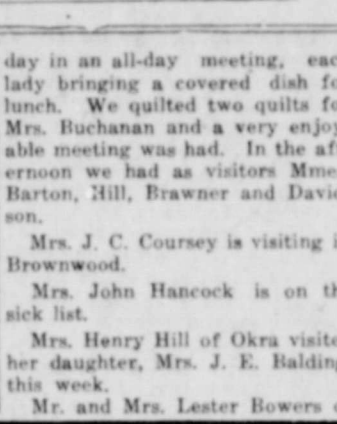 day in an all-day meeting, eac
lady bringing a covered dish fo
lunch. We quilted two quilts fo
Mrs. Buchanan and a very enjoy
able meeting was had. In the af
ernoon we had as visitors Mme
Barton, Hill, Brawner and David
son.
Mrs. J. C. Coursey is visiting i
Brownwood.
Mrs. John Hancock is on th
sick list.
Mrs. Henry Hill of Okra visite
her daughter, Mrs. J. E. Balding
this week.
Mr. and Mrs. Lester Bowers